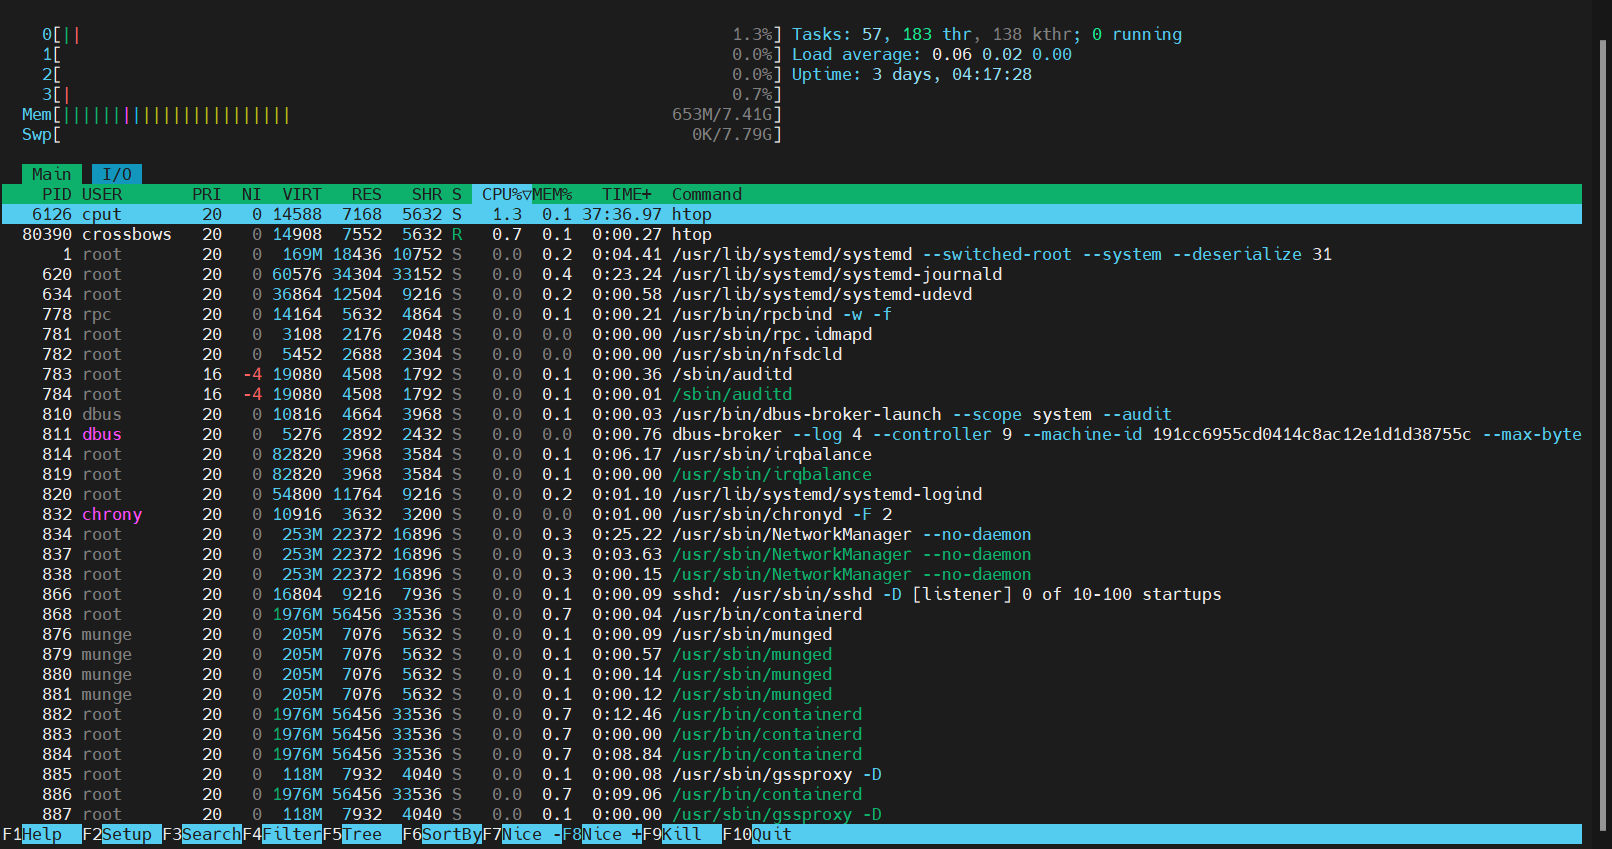 0[|| 1.3%] Tasks: 57, 183 thr, 138 kthr; 0 running
1[ 0.0%] Load average: 0.06 0.02 0.00
2[ 0.0%] Uptime: 3 days, 04:17:28
3[| 0.7%]
Mem[||||||||||||||||||||||| 653M/7.41G]
Swp[ 0K/7.79G]
Main I/O
PID USER PRI NI VIRT RES SHR S CPU%▽MEM% TIME+ Command
6126 cput 20 0 14588 7168 5632 S 1.3 0.1 37:36.97 htop
80390 crossbows 20 0 14908 7552 5632 R 0.7 0.1 0:00.27 htop
1 root 20 0 169M 18436 10752 S 0.0 0.2 0:04.41 /usr/lib/systemd/systemd --switched-root --system --deserialize 31
620 root 20 0 60576 34304 33152 S 0.0 0.4 0:23.24 /usr/lib/systemd/systemd-journald
634 root 20 0 36864 12504 9216 S 0.0 0.2 0:00.58 /usr/lib/systemd/systemd-udevd
778 rpc 20 0 14164 5632 4864 S 0.0 0.1 0:00.21 /usr/bin/rpcbind -w -f
781 root 20 0 3108 2176 2048 S 0.0 0.0 0:00.00 /usr/sbin/rpc.idmapd
782 root 20 0 5452 2688 2304 S 0.0 0.0 0:00.00 /usr/sbin/nfsdcld
783 root 16 -4 19080 4508 1792 S 0.0 0.1 0:00.36 /sbin/auditd
784 root 16 -4 19080 4508 1792 S 0.0 0.1 0:00.01 /sbin/auditd
810 dbus 20 0 10816 4664 3968 S 0.0 0.1 0:00.03 /usr/bin/dbus-broker-launch --scope system --audit
811 dbus 20 0 5276 2892 2432 S 0.0 0.0 0:00.76 dbus-broker --log 4 --controller 9 --machine-id 191cc6955cd0414c8ac12e1d1d38755c --max-byte
814 root 20 0 82820 3968 3584 S 0.0 0.1 0:06.17 /usr/sbin/irqbalance
819 root 20 0 82820 3968 3584 S 0.0 0.1 0:00.00 /usr/sbin/irqbalance
820 root 20 0 54800 11764 9216 S 0.0 0.2 0:01.10 /usr/lib/systemd/systemd-logind
832 chrony 20 0 10916 3632 3200 S 0.0 0.0 0:01.00 /usr/sbin/chronyd -F 2
834 root 20 0 253M 22372 16896 S 0.0 0.3 0:25.22 /usr/sbin/NetworkManager --no-daemon
837 root 20 0 253M 22372 16896 S 0.0 0.3 0:03.63 /usr/sbin/NetworkManager --no-daemon
838 root 20 0 253M 22372 16896 S 0.0 0.3 0:00.15 /usr/sbin/NetworkManager --no-daemon
866 root 20 0 16804 9216 7936 S 0.0 0.1 0:00.09 sshd: /usr/sbin/sshd -D [listener] 0 of 10-100 startups
868 root 20 0 1976M 56456 33536 S 0.0 0.7 0:00.04 /usr/bin/containerd
876 munge 20 0 205M 7076 5632 S 0.0 0.1 0:00.09 /usr/sbin/munged
879 munge 20 0 205M 7076 5632 S 0.0 0.1 0:00.57 /usr/sbin/munged
880 munge 20 0 205M 7076 5632 S 0.0 0.1 0:00.14 /usr/sbin/munged
881 munge 20 0 205M 7076 5632 S 0.0 0.1 0:00.12 /usr/sbin/munged
882 root 20 0 1976M 56456 33536 S 0.0 0.7 0:12.46 /usr/bin/containerd
883 root 20 0 1976M 56456 33536 S 0.0 0.7 0:00.00 /usr/bin/containerd
884 root 20 0 1976M 56456 33536 S 0.0 0.7 0:08.84 /usr/bin/containerd
885 root 20 0 118M 7932 4040 S 0.0 0.1 0:00.08 /usr/sbin/gssproxy -D
886 root 20 0 1976M 56456 33536 S 0.0 0.7 0:09.06 /usr/bin/containerd
887 root 20 0 118M 7932 4040 S 0.0 0.1 0:00.00 /usr/sbin/gssproxy -D
F1Help F2Setup F3SearchF4FilterF5Tree F6SortByF7Nice -F8Nice +F9Kill F10Quit